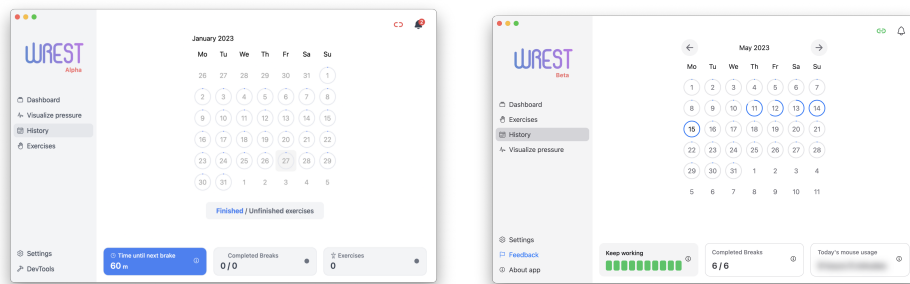 2
WREST
Alpha
Dashboard
Visualize pressure
History
Exercises
Settings
DevTools
January 2023
Mo Tu We Th Fr Sa Su
26 27 28 29 30 31 1
2 3 4 5 6 7 8
9 10 11 12 13 14 15
16 17 18 19 20 21 22
23 24 25 26 27 28 29
30 31 1 2 3 4 5
Finished / Unfinished exercises
Time until next brake
60 m
Completed Breaks
0 / 0
Exercises
0
WREST
Beta
Dashboard
Exercises
History
Visualize pressure
Settings
Feedback
About app
May 2023
Mo Tu We Th Fr Sa Su
1 2 3 4 5 6 7
8 9 10 11 12 13 14
15 16 17 18 19 20 21
22 23 24 25 26 27 28
29 30 31 1 2 3 4
5 6 7 8 9 10 11
Keep working
Completed Breaks
6 / 6
Today's mouse usage